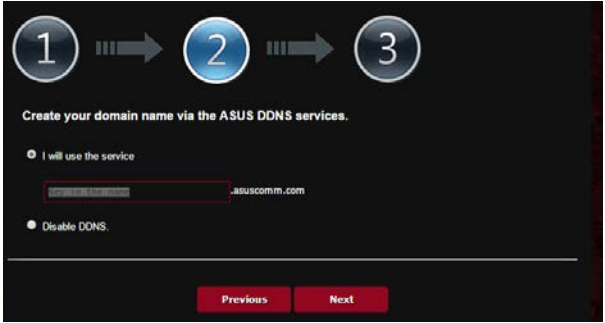 1 2 3
Create your domain name via the ASUS DDNS services.
I will use the service
Key in the name .asuscomm.com
Disable DDNS.
Previous Next